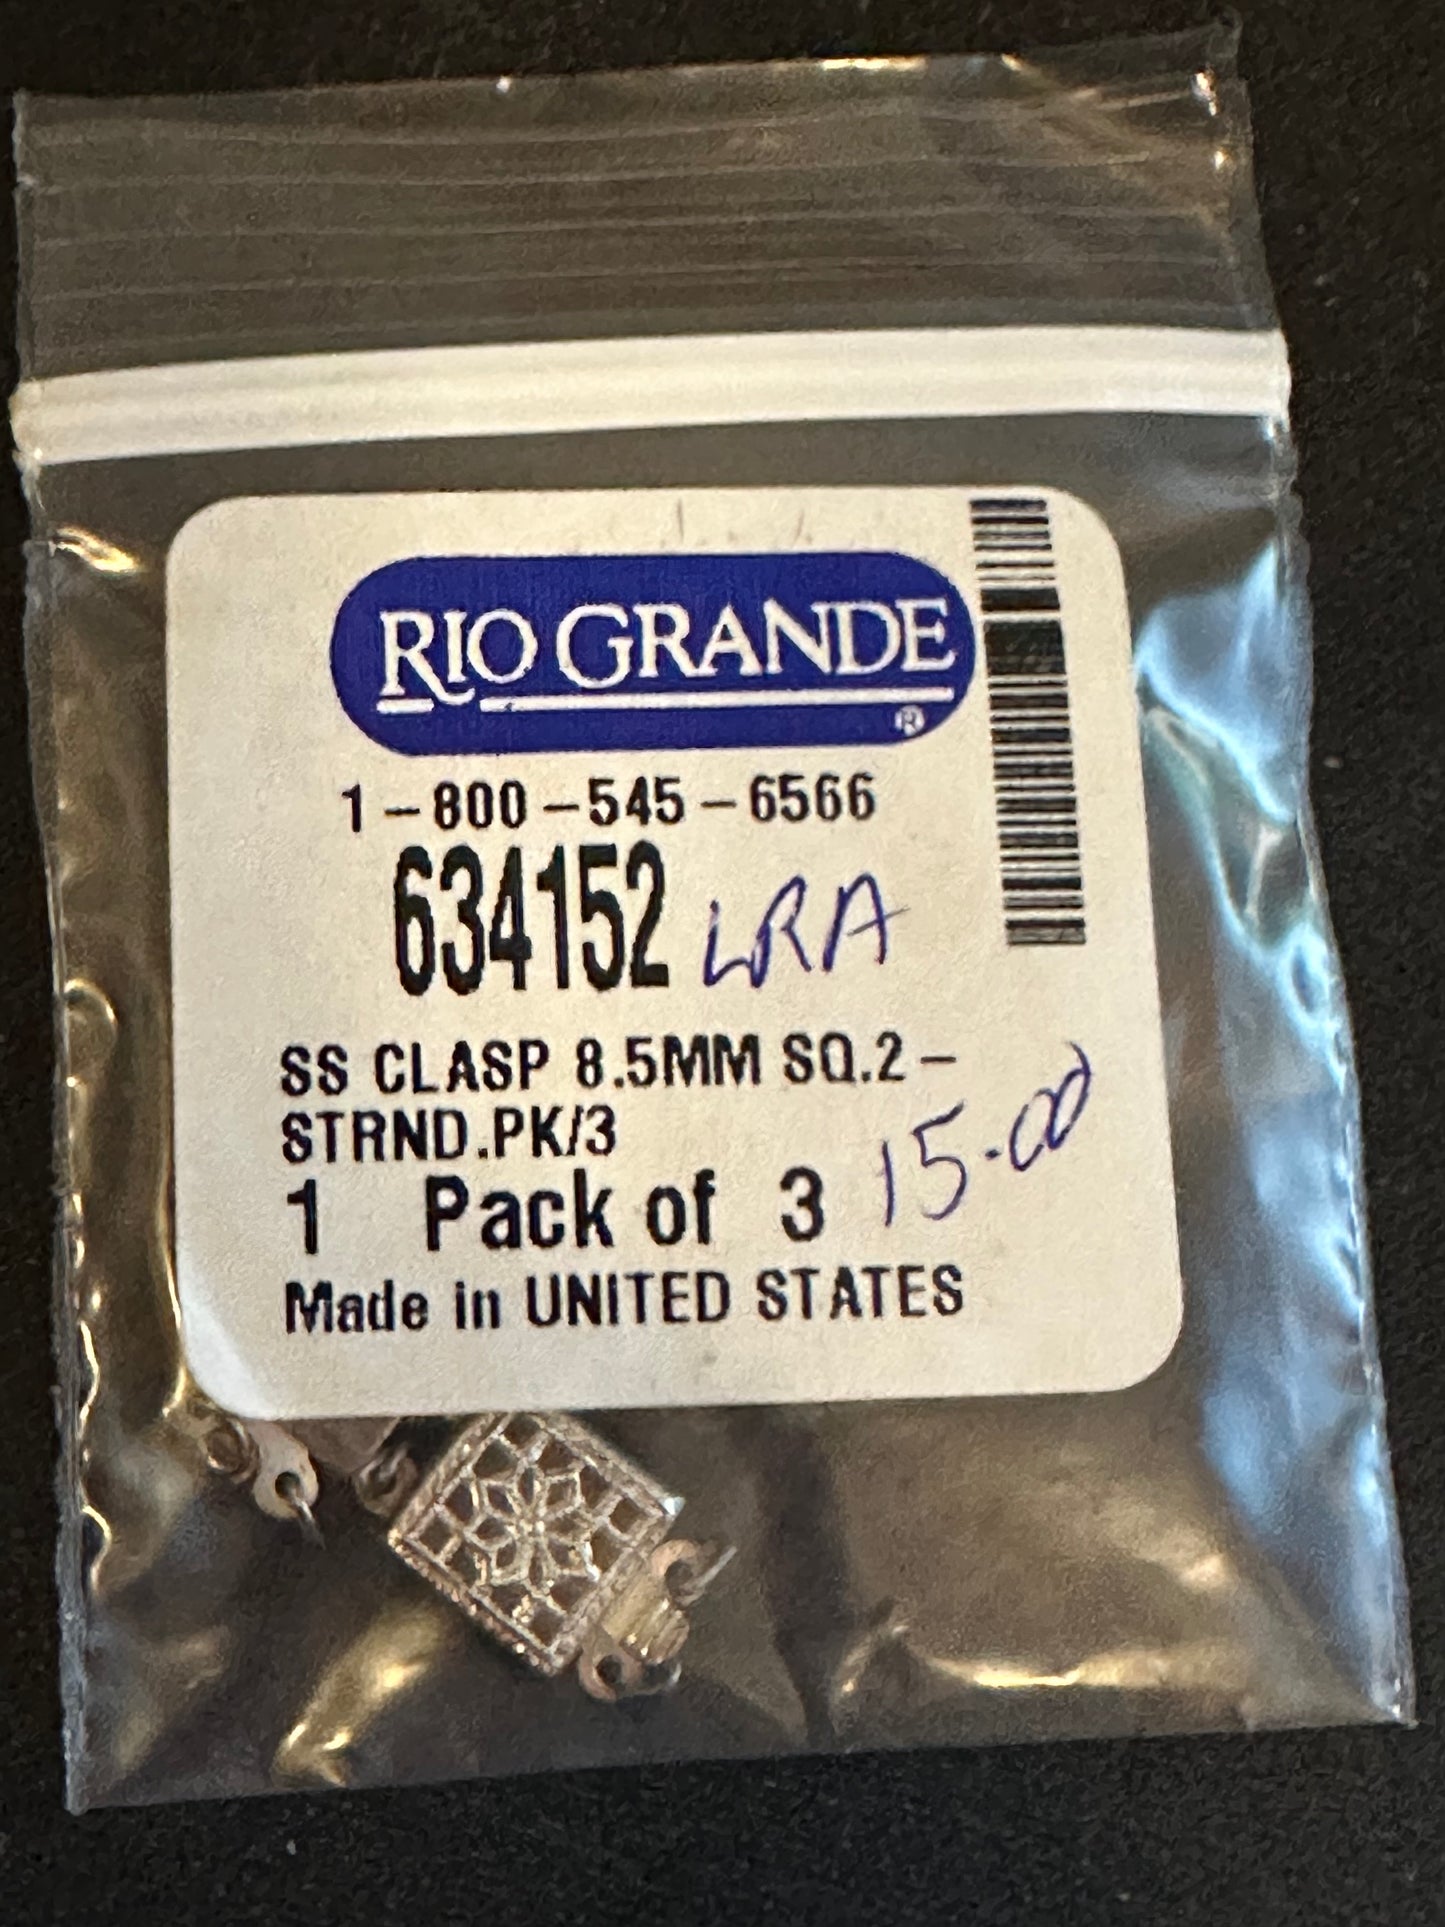 RIO GRANDE
®
1-800-545-6566
634152 LRA
SS CLASP 8.5MM SQ.2-
STRND.PK/3
1 Pack of 3 15.00
Made in UNITED STATES